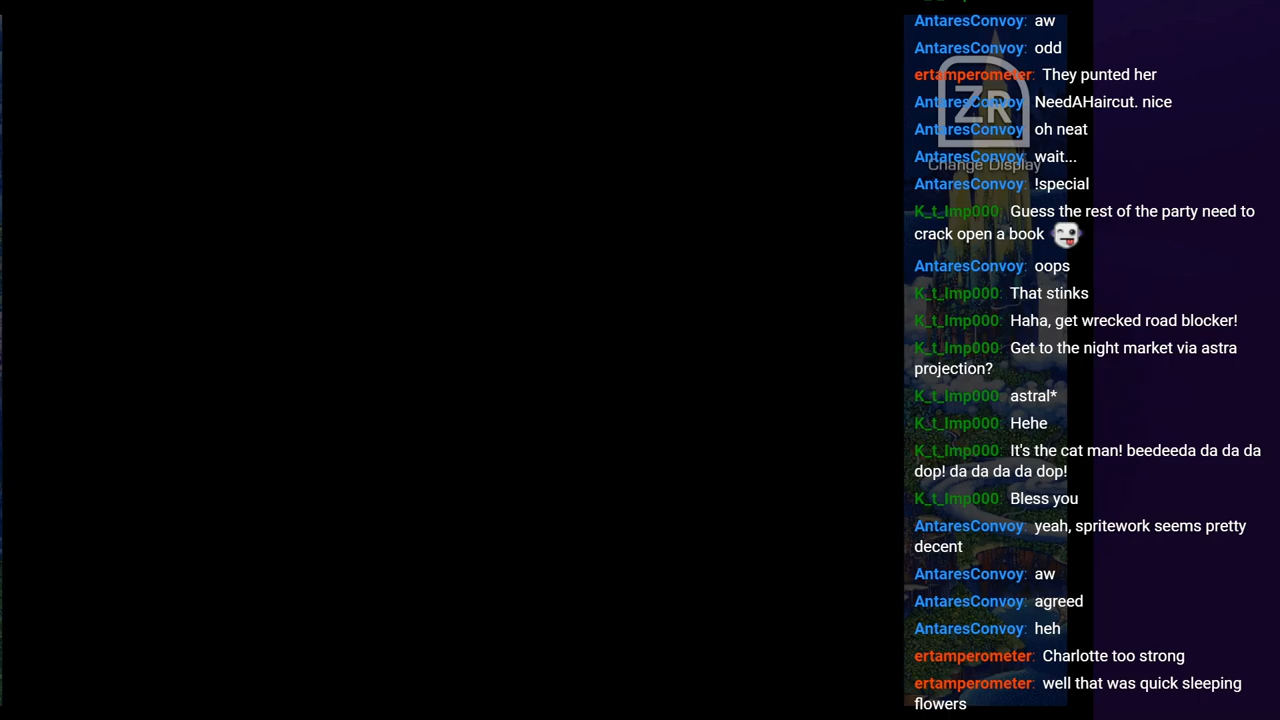 AntaresConvoy: aw
AntaresConvoy: odd
ertamperometer: They punted her
AntaresConvoy: NeedAHaircut. nice
AntaresConvoy: oh neat
AntaresConvoy: wait...
AntaresConvoy: !special
ZR
Change Display
K_t_Imp000: Guess the rest of the party need to
crack open a book
AntaresConvoy: oops
K_t_Imp000: That stinks
K_t_Imp000: Haha, get wrecked road blocker!
K_t_Imp000: Get to the night market via astra
projection?
K_t_Imp000: astral*
K_t_Imp000: Hehe
K_t_Imp000: It's the cat man! beedeeda da da da
dop! da da da da dop!
K_t_Imp000: Bless you
AntaresConvoy: yeah, spritework seems pretty
decent
AntaresConvoy: aw
AntaresConvoy: agreed
AntaresConvoy: heh
ertamperometer: Charlotte too strong
ertamperometer: well that was quick sleeping
flowers